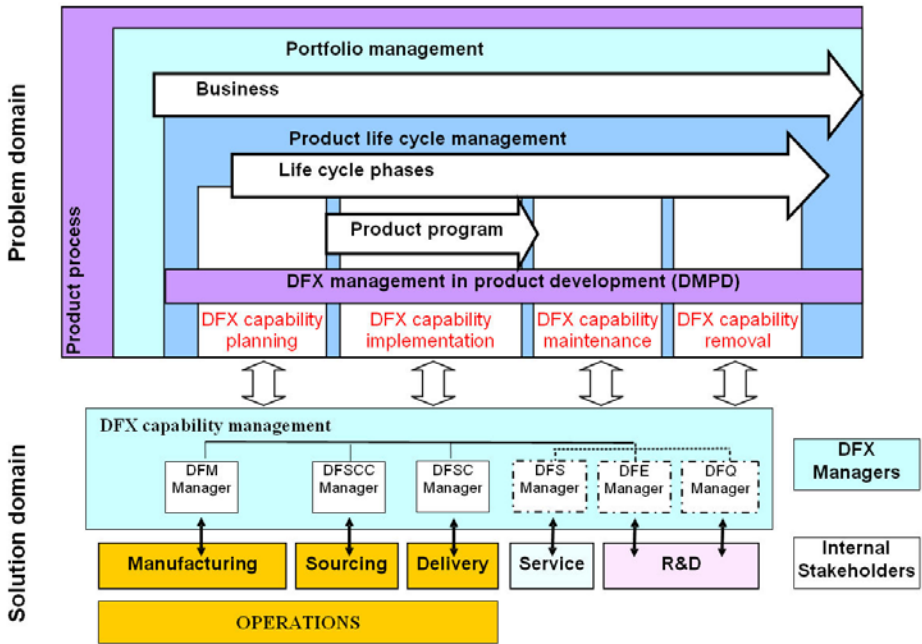 Problem domain
Product process
Portfolio management
Business
Product life cycle management
Life cycle phases
Product program
DFX management in product development (DMPD)
DFX capability
planning
DFX capability
implementation
DFX capability
maintenance
DFX capability
removal
Solution domain
DFX capability management
DFM
Manager
DFSCC
Manager
DFSC
Manager
DFS
Manager
DFE
Manager
DFQ
Manager
DFX
Managers
Manufacturing
Sourcing
Delivery
Service
R&D
Internal
Stakeholders
OPERATIONS